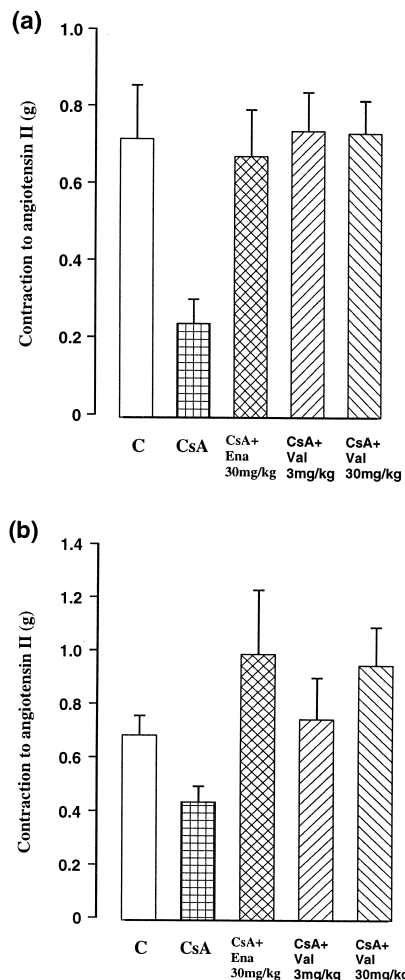 (a)
Contraction to angiotensin II (g)
1.0
0.8
0.6
0.4
0.2
0
C
CsA
CsA+
Ena
30mg/kg
CsA+
Val
3mg/kg
CsA+
Val
30mg/kg
(b)
Contraction to angiotensin II (g)
1.4
1.2
1.0
0.8
0.6
0.4
0.2
0
C
CsA
CsA+
Ena
30mg/kg
CsA+
Val
3mg/kg
CsA+
Val
30mg/kg